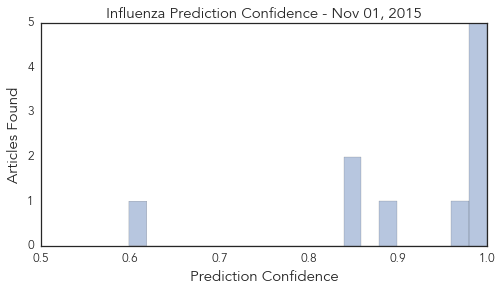 Influenza Prediction Confidence - Nov 01, 2015
Articles Found
5
4
3
2
1
0
0.5 0.6 0.7 0.8 0.9 1.0
Prediction Confidence